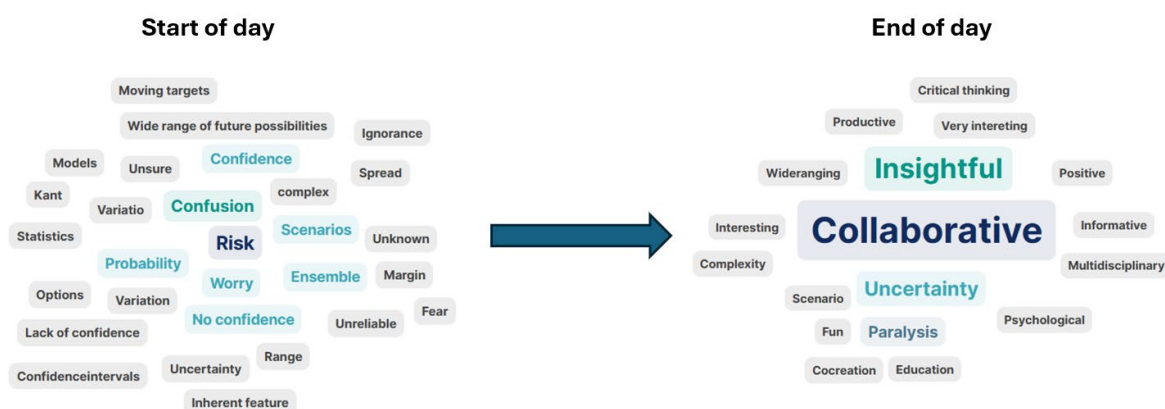 Start of day
Moving targets
Wide range of future possibilities
Ignorance
Models
Unsure
Confidence
Spread
Kant
complex
Variatio
Confusion
Statistics
Risk
Scenarios
Unknown
Probability
Worry
Ensemble
Margin
Options
Variation
Fear
Lack of confidence
No confidence
Unreliable
Range
Confidenceintervals
Uncertainty
Inherent feature
End of day
Critical thinking
Productive
Very intereting
Wideranging
Insightful
Positive
Interesting
Collaborative
Informative
Complexity
Multidisciplinary
Scenario
Uncertainty
Fun
Paralysis
Psychological
Cocreation
Education